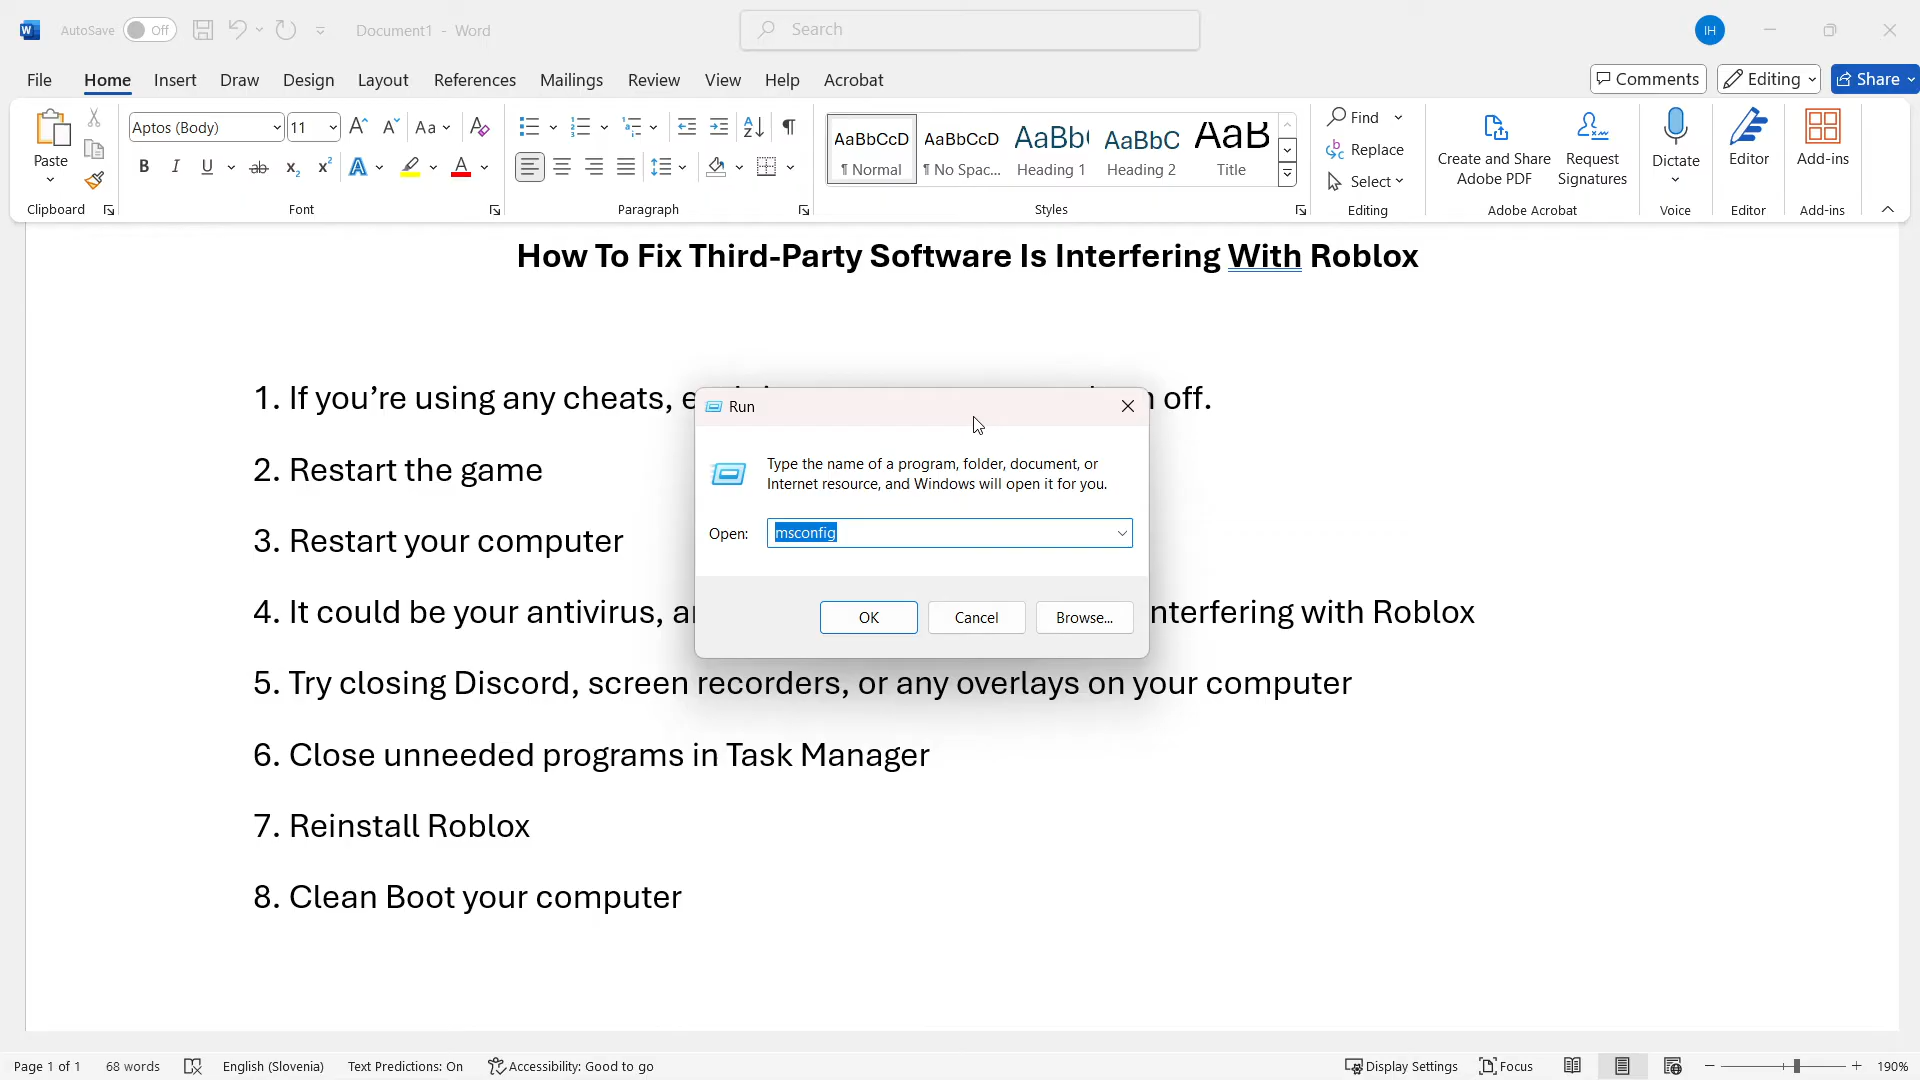 AutoSave Off Document1 - Word Search IH
File Home Insert Draw Design Layout References Mailings Review View Help Acrobat Comments Editing Share
Paste
Clipboard
Aptos (Body) 11
Font
Paragraph
AaBbCcD AaBbCcD AaBb( AaBbC AaB
¶ Normal ¶ No Spac... Heading 1 Heading 2 Title
Styles
Find
Replace
Select
Editing
Create and Share
Adobe PDF
Request
Signatures
Adobe Acrobat
Dictate
Voice
Editor
Editor
Add-ins
Add-ins
How To Fix Third-Party Software Is Interfering With Roblox
1. If you’re using any cheats, off.
2. Restart the game
3. Restart your computer
4. It could be your antivirus, nterfering with Roblox
5. Try closing Discord, screen recorders, or any overlays on your computer
6. Close unneeded programs in Task Manager
7. Reinstall Roblox
8. Clean Boot your computer
Run
Type the name of a program, folder, document, or
Internet resource, and Windows will open it for you.
Open: msconfig
OK Cancel Browse...
Page 1 of 1 68 words English (Slovenia) Text Predictions: On Accessibility: Good to go Display Settings Focus 190%